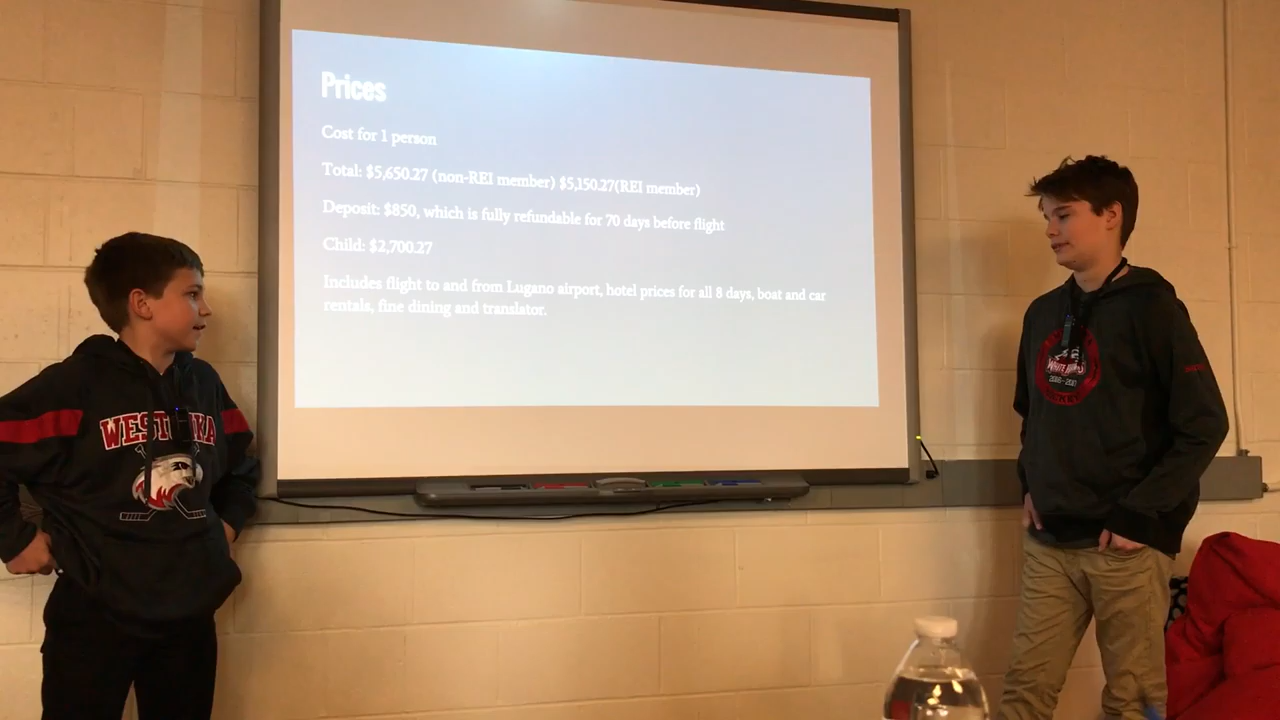 Prices
Cost for 1 person
Total: $5,650.27 (non-REI member) $5,150.27(REI member)
Deposit: $850, which is fully refundable for 70 days before flight
Child: $2,700.27
Includes flight to and from Lugano airport, hotel prices for all 8 days, boat and car
rentals, fine dining and translator.